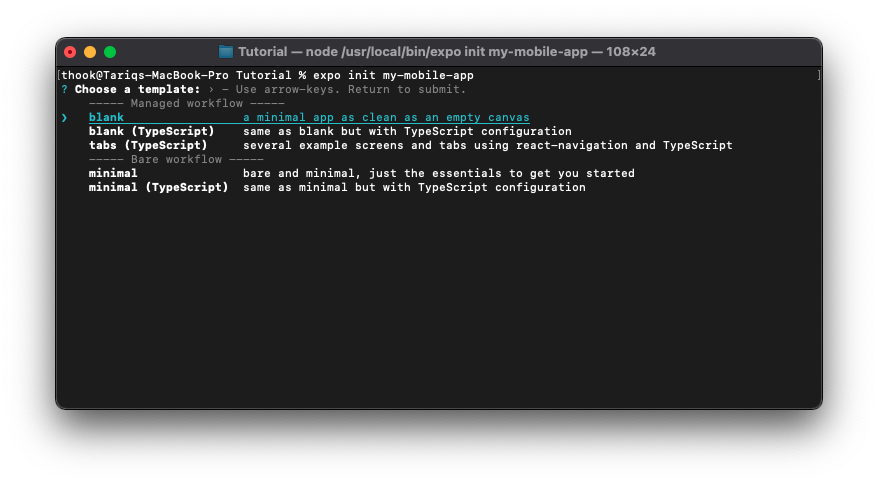 Tutorial — node /usr/local/bin/expo init my-mobile-app — 108×24
[thook@Tariqs-MacBook-Pro Tutorial % expo init my-mobile-app ]
? Choose a template: › - Use arrow-keys. Return to submit.
----- Managed workflow -----
❯ blank a minimal app as clean as an empty canvas
blank (TypeScript) same as blank but with TypeScript configuration
tabs (TypeScript) several example screens and tabs using react-navigation and TypeScript
----- Bare workflow -----
minimal bare and minimal, just the essentials to get you started
minimal (TypeScript) same as minimal but with TypeScript configuration